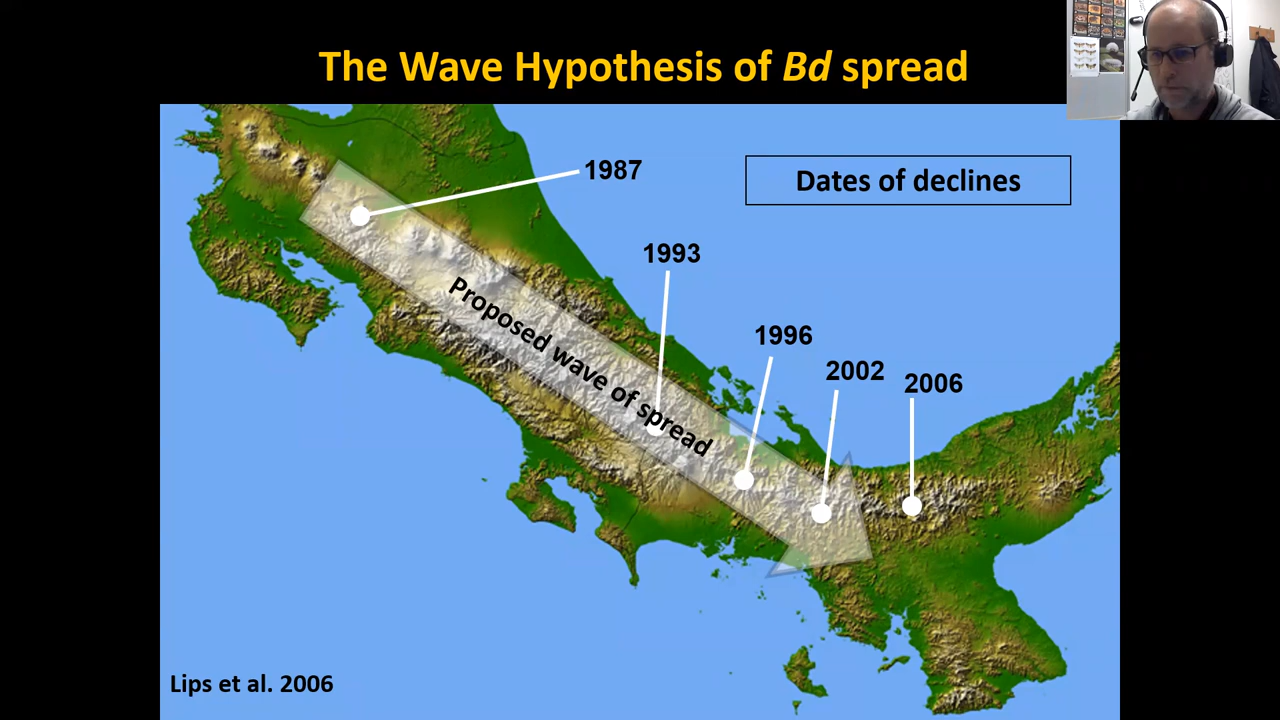 The Wave Hypothesis of Bd spread
1987
Dates of declines
1993
1996
2002
2006
Proposed wave of spread
Lips et al. 2006